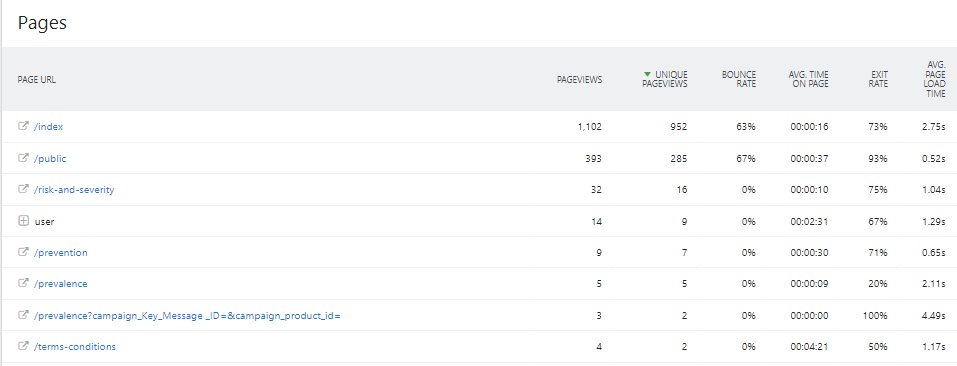 Pages
PAGE URL PAGEVIEWS UNIQUE PAGEVIEWS BOUNCE RATE AVG. TIME ON PAGE EXIT RATE AVG. PAGE LOAD TIME
/index 1,102 952 63% 00:00:16 73% 2.75s
/public 393 285 67% 00:00:37 93% 0.52s
/risk-and-severity 32 16 0% 00:00:10 75% 1.04s
user 14 9 0% 00:02:31 67% 1.29s
/prevention 9 7 0% 00:00:30 71% 0.65s
/prevalence 5 5 0% 00:00:09 20% 2.11s
/prevalence?campaign_Key_Message _ID=&campaign_product_id= 3 2 0% 00:00:00 100% 4.49s
/terms-conditions 4 2 0% 00:04:21 50% 1.17s